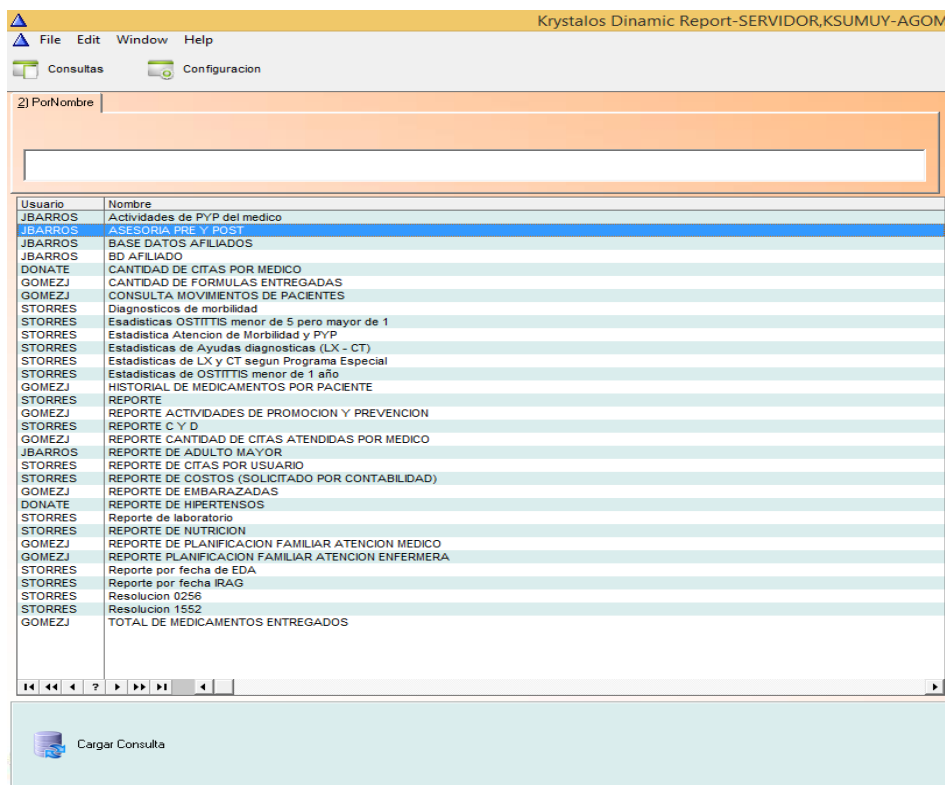 Krystalos Dinamic Report-SERVIDOR,KSUMUY-AGOM
File Edit Window Help
Consultas Configuracion
2) PorNombre
Usuario Nombre
JBARROS Actividades de PYP del medico
JBARROS ASESORIA PRE Y POST
JBARROS BASE DATOS AFILIADOS
JBARROS BD AFILIADO
DONATE CANTIDAD DE CITAS POR MEDICO
GOMEZJ CANTIDAD DE FORMULAS ENTREGADAS
GOMEZJ CONSULTA MOVIMIENTOS DE PACIENTES
STORRES Diagnosticos de morbilidad
STORRES Esadisticas OSTITTIS menor de 5 pero mayor de 1
STORRES Estadistica Atencion de Morbilidad y PYP
STORRES Estadisticas de Ayudas diagnosticas (LX - CT)
STORRES Estadisticas de LX y CT segun Programa Especial
STORRES Estadisticas de OSTITTIS menor de 1 año
GOMEZJ HISTORIAL DE MEDICAMENTOS POR PACIENTE
STORRES REPORTE
GOMEZJ REPORTE ACTIVIDADES DE PROMOCION Y PREVENCION
STORRES REPORTE C Y D
GOMEZJ REPORTE CANTIDAD DE CITAS ATENDIDAS POR MEDICO
JBARROS REPORTE DE ADULTO MAYOR
STORRES REPORTE DE CITAS POR USUARIO
STORRES REPORTE DE COSTOS (SOLICITADO POR CONTABILIDAD)
GOMEZJ REPORTE DE EMBARAZADAS
DONATE REPORTE DE HIPERTENSOS
STORRES Reporte de laboratorio
STORRES REPORTE DE NUTRICION
GOMEZJ REPORTE DE PLANIFICACION FAMILIAR ATENCION MEDICO
GOMEZJ REPORTE PLANIFICACION FAMILIAR ATENCION ENFERMERA
STORRES Reporte por fecha de EDA
STORRES Reporte por fecha IRAG
STORRES Resolucion 0256
STORRES Resolucion 1552
GOMEZJ TOTAL DE MEDICAMENTOS ENTREGADOS
?
Cargar Consulta